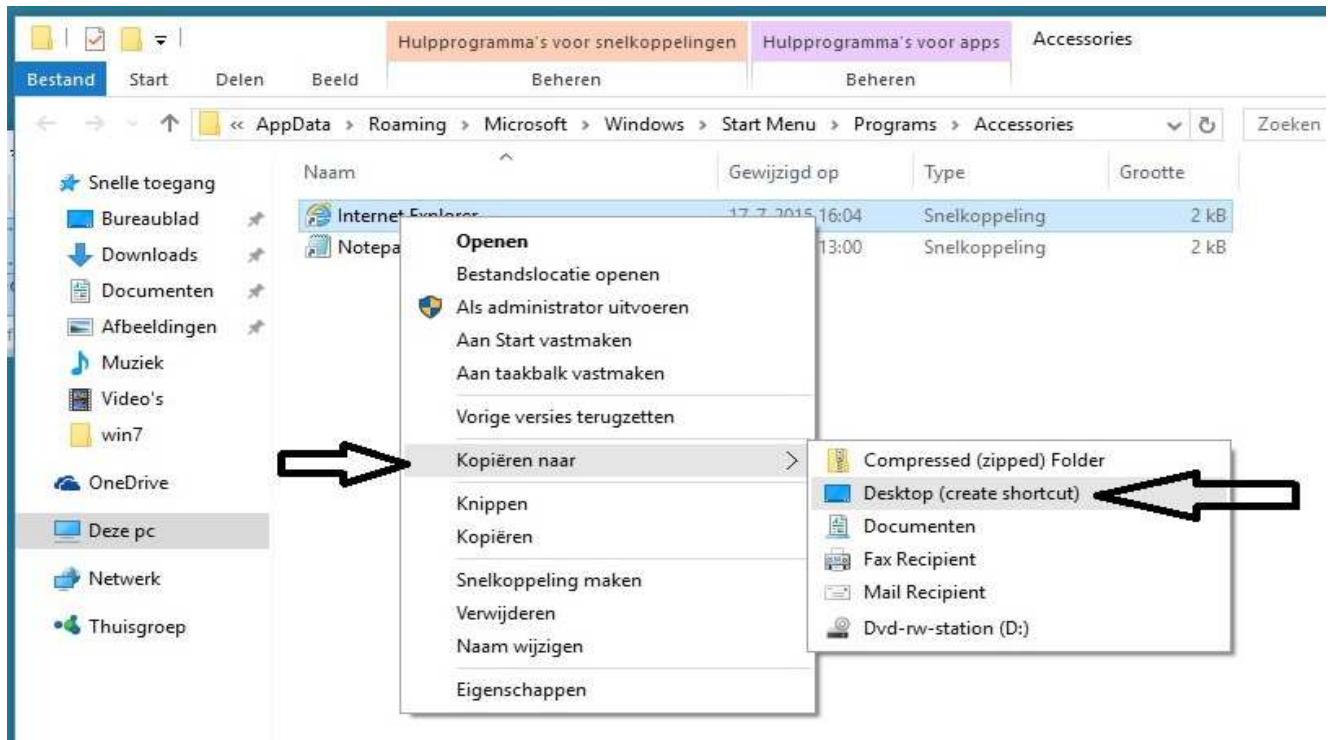 Hulpprogramma's voor snelkoppelingen Hulpprogramma's voor apps Accessories
Bestand Start Delen Beeld Beheren Beheren
« AppData > Roaming > Microsoft > Windows > Start Menu > Programs > Accessories Zoeken
Naam Gewijzigd op Type Grootte
Snelle toegang
Bureaublad
Downloads
Documenten
Afbeeldingen
Muziek
Video's
win7
OneDrive
Deze pc
Netwerk
Thuisgroep
Internet Explorer 17-7-2015 16:04 Snelkoppeling 2 kB
Notepa 13:00 Snelkoppeling 2 kB
Openen
Bestandslocatie openen
Als administrator uitvoeren
Aan Start vastmaken
Aan taakbalk vastmaken
Vorige versies terugzetten
Kopiëren naar
Knippen
Kopiëren
Snelkoppeling maken
Verwijderen
Naam wijzigen
Eigenschappen
Compressed (zipped) Folder
Desktop (create shortcut)
Documenten
Fax Recipient
Mail Recipient
Dvd-rw-station (D:)